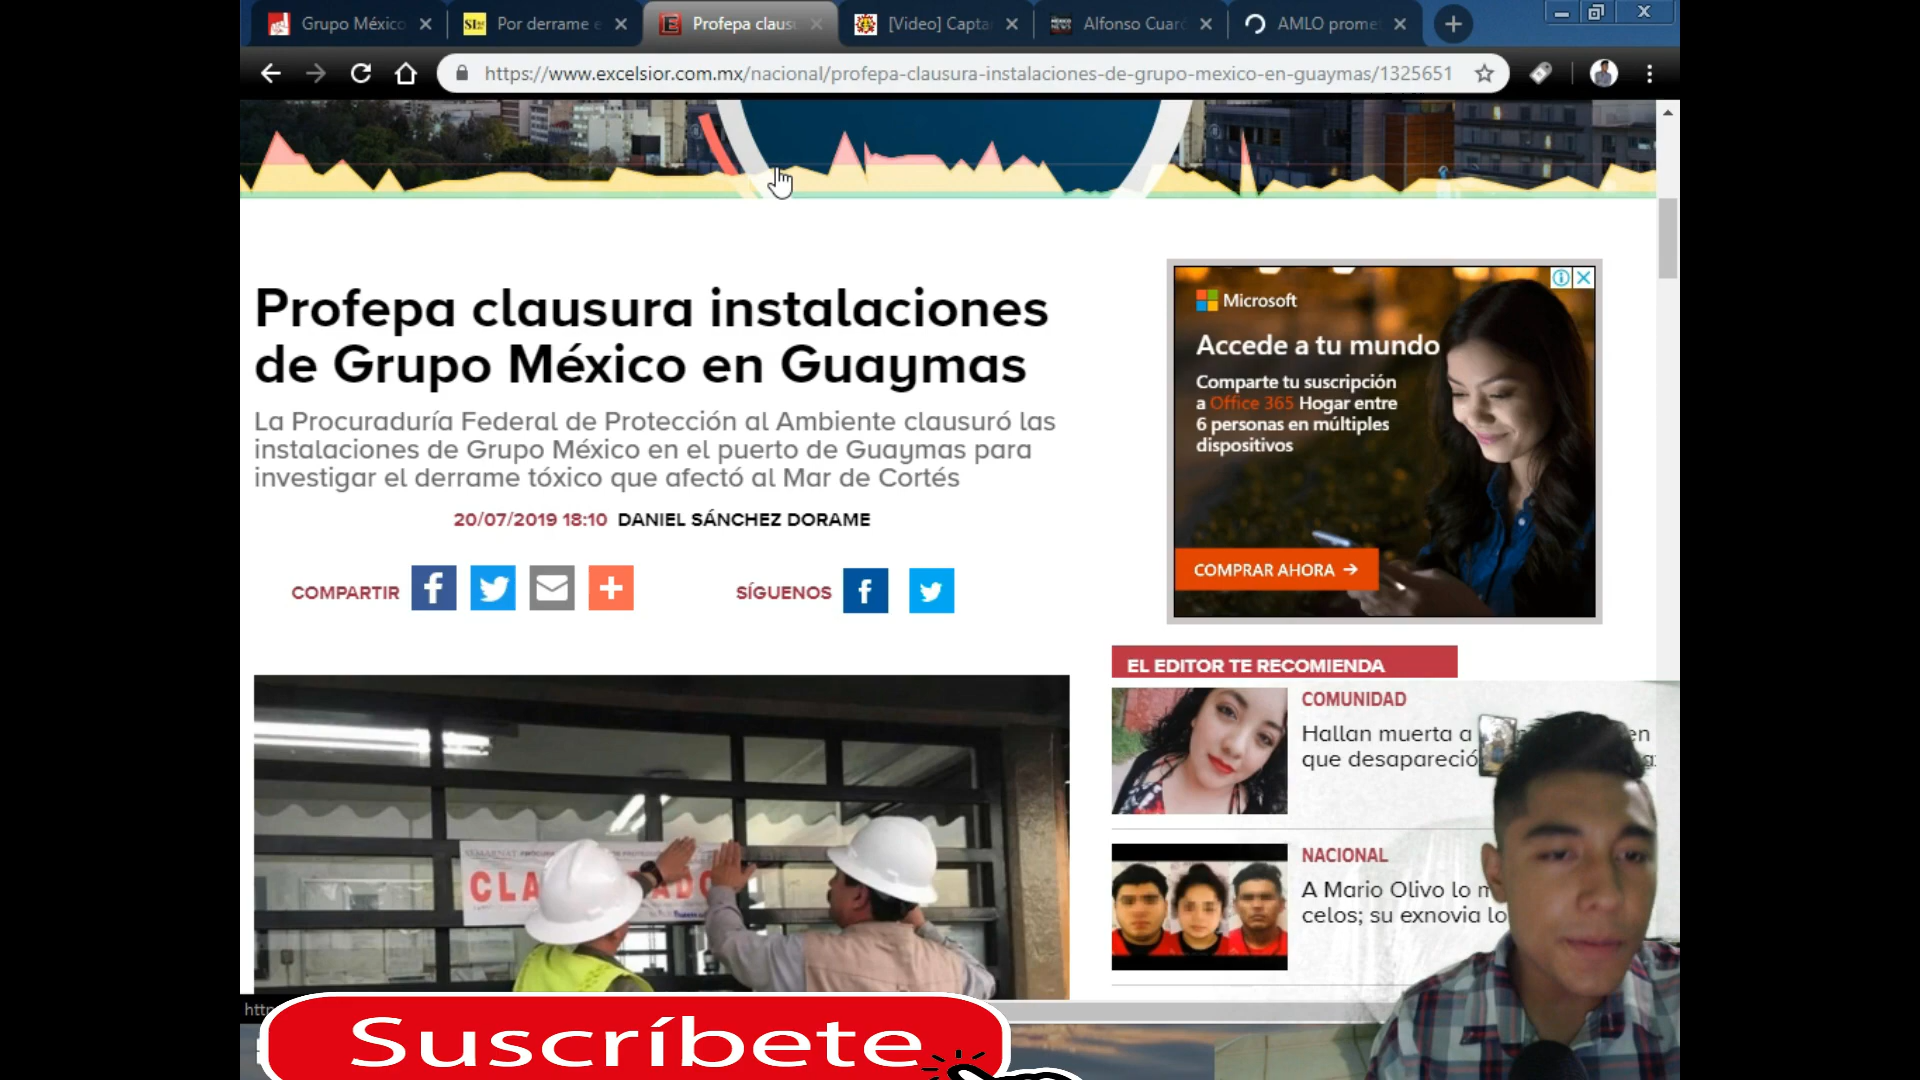 Grupo México
Por derrame e
Profepa claus
[Video] Capta
Alfonso Cuaró
AMLO prome
https://www.excelsior.com.mx/nacional/profepa-clausura-instalaciones-de-grupo-mexico-en-guaymas/1325651
Profepa clausura instalaciones
de Grupo México en Guaymas
La Procuraduría Federal de Protección al Ambiente clausuró las
instalaciones de Grupo México en el puerto de Guaymas para
investigar el derrame tóxico que afectó al Mar de Cortés
20/07/2019 18:10 DANIEL SÁNCHEZ DORAME
COMPARTIR
SÍGUENOS
Microsoft
Accede a tu mundo
Comparte tu suscripción
a Office 365 Hogar entre
6 personas en múltiples
dispositivos
COMPRAR AHORA →
EL EDITOR TE RECOMIENDA
COMUNIDAD
Hallan muerta a en
que desapareció
NACIONAL
A Mario Olivo lo m
celos; su exnovia lo
CLA ADO
http
Suscríbete